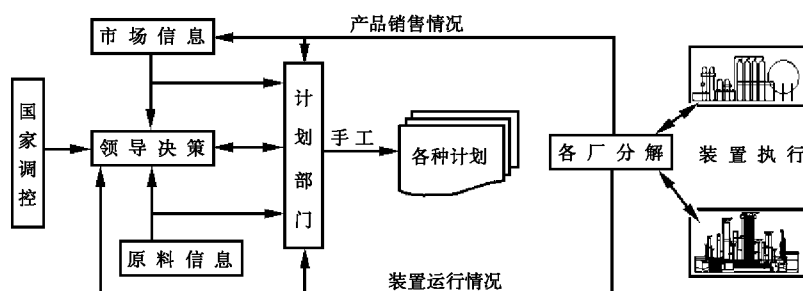 市场信息
产品销售情况
国家调控
领导决策
计划部门
手工
各种计划
各厂分解
装置执行
原料信息
装置运行情况